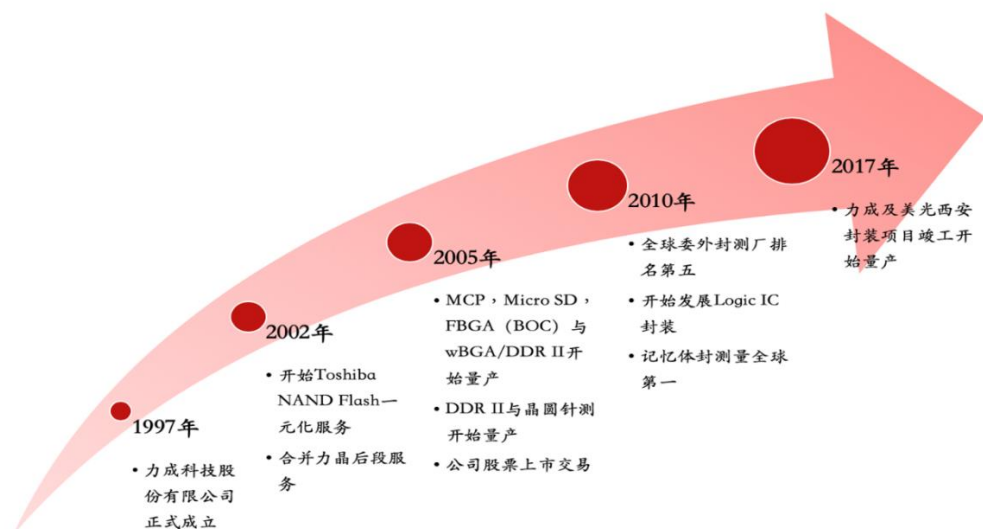 1997年
• 力成科技股
份有限公司
正式成立
2002年
• 开始Toshiba
NAND Flash一
元化服务
• 合并力晶后段服
务
2005年
• MCP，Micro SD，
FBGA（BOC）与
wBGA/DDR II开
始量产
• DDR II与晶圆针测
开始量产
• 公司股票上市交易
2010年
• 全球委外封测厂排
名第五
• 开始发展Logic IC
封装
• 记忆体封测量全球
第一
2017年
• 力成及美光西安
封装项目竣工开
始量产